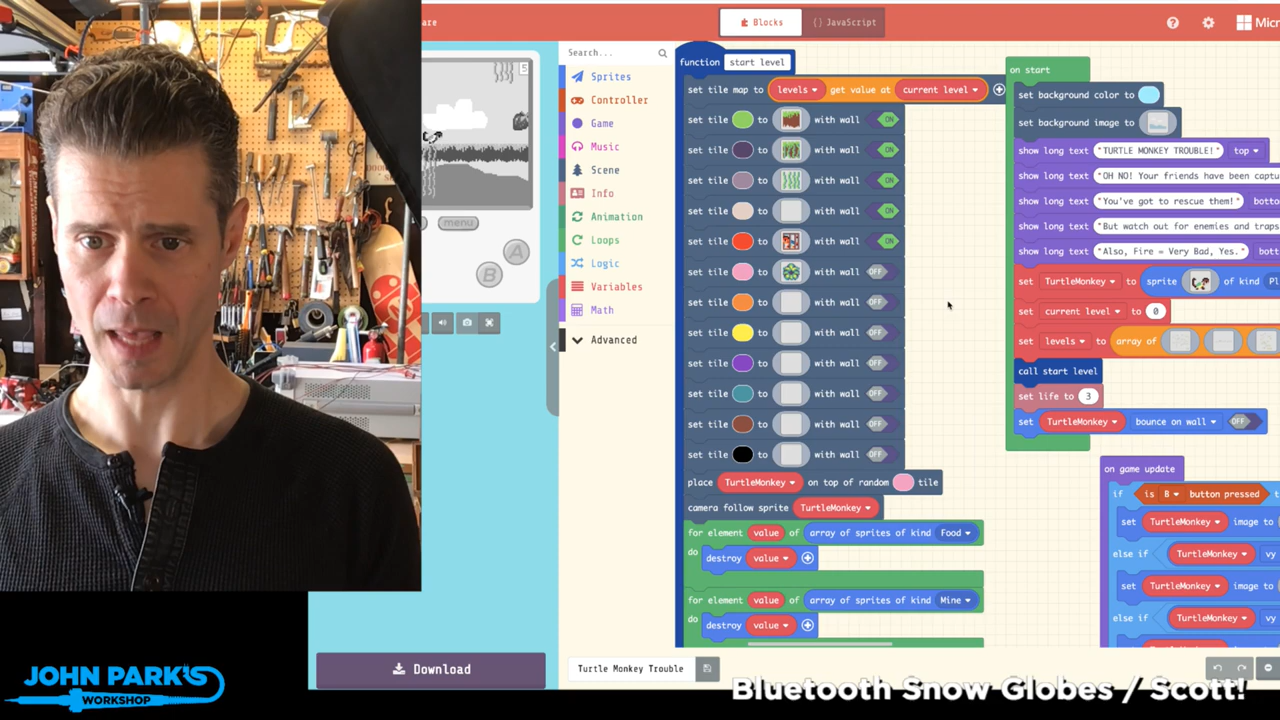 are
Blocks
{} JavaScript
Micr
5
menu
A
B
Search...
Sprites
Controller
Game
Music
Scene
Info
Animation
Loops
Logic
Variables
Math
Advanced
function start level
set tile map to levels get value at current level
set tile to with wall ON
set tile to with wall ON
set tile to with wall ON
set tile to with wall ON
set tile to with wall ON
set tile to with wall OFF
set tile to with wall OFF
set tile to with wall OFF
set tile to with wall OFF
set tile to with wall OFF
set tile to with wall OFF
set tile to with wall OFF
place TurtleMonkey on top of random tile
camera follow sprite TurtleMonkey
for element value of array of sprites of kind Food
do destroy value
for element value of array of sprites of kind Mine
do destroy value
on start
set background color to
set background image to
show long text "TURTLE MONKEY TROUBLE!" top
show long text "OH NO! Your friends have been captu
show long text "You've got to rescue them!" botto
show long text "But watch out for enemies and traps
show long text "Also, Fire = Very Bad, Yes." bott
set TurtleMonkey to sprite of kind Pl
set current level to 0
set levels to array of
call start level
set life to 3
set TurtleMonkey bounce on wall OFF
on game update
if is B button pressed t
set TurtleMonkey image to
else if TurtleMonkey vy
set TurtleMonkey image to
else if TurtleMonkey vy
Download
Turtle Monkey Trouble
JOHN PARK'S
WORKSHOP
Bluetooth Snow Globes / Scott!